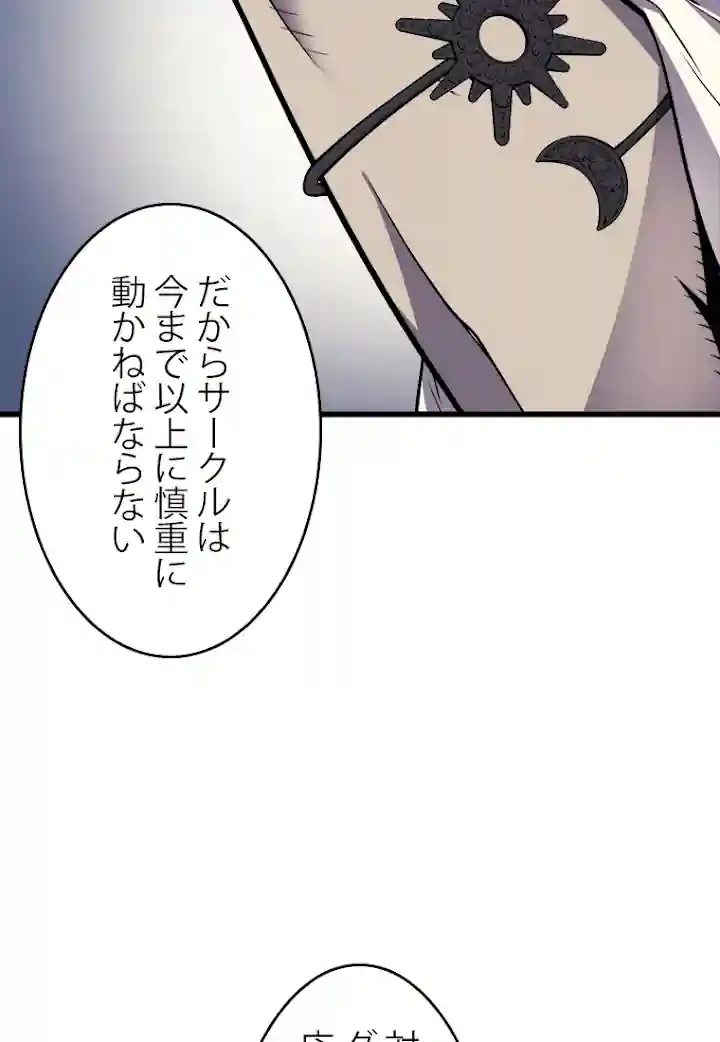 だからサークルは
今まで以上に慎重に
動かねばならない
対